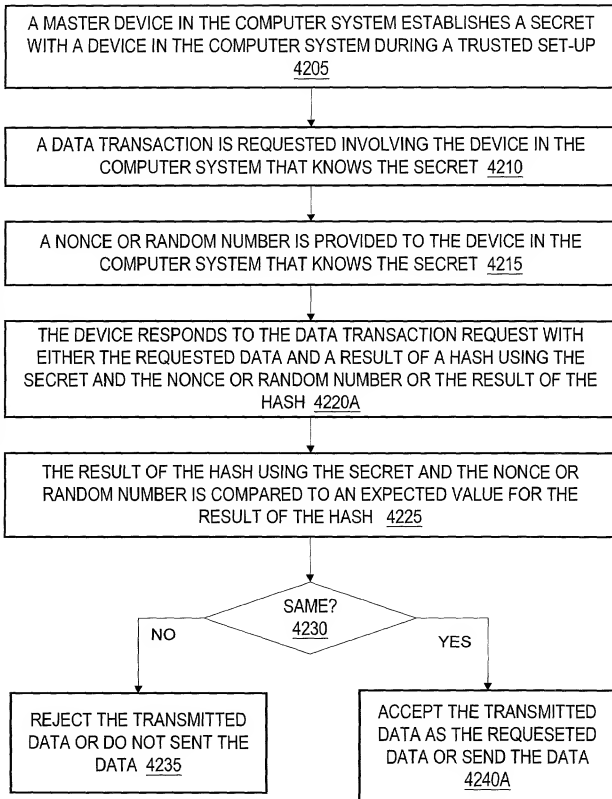 A MASTER DEVICE IN THE COMPUTER SYSTEM ESTABLISHES A SECRET
WITH A DEVICE IN THE COMPUTER SYSTEM DURING A TRUSTED SET-UP
4205
A DATA TRANSACTION IS REQUESTED INVOLVING THE DEVICE IN THE
COMPUTER SYSTEM THAT KNOWS THE SECRET 4210
A NONCE OR RANDOM NUMBER IS PROVIDED TO THE DEVICE IN THE
COMPUTER SYSTEM THAT KNOWS THE SECRET 4215
THE DEVICE RESPONDS TO THE DATA TRANSACTION REQUEST WITH
EITHER THE REQUESTED DATA AND A RESULT OF A HASH USING THE
SECRET AND THE NONCE OR RANDOM NUMBER OR THE RESULT OF THE
HASH 4220A
THE RESULT OF THE HASH USING THE SECRET AND THE NONCE OR
RANDOM NUMBER IS COMPARED TO AN EXPECTED VALUE FOR THE
RESULT OF THE HASH 4225
SAME?
4230
NO
YES
REJECT THE TRANSMITTED
DATA OR DO NOT SENT THE
DATA 4235
ACCEPT THE TRANSMITTED
DATA AS THE REQUESETED
DATA OR SEND THE DATA
4240A